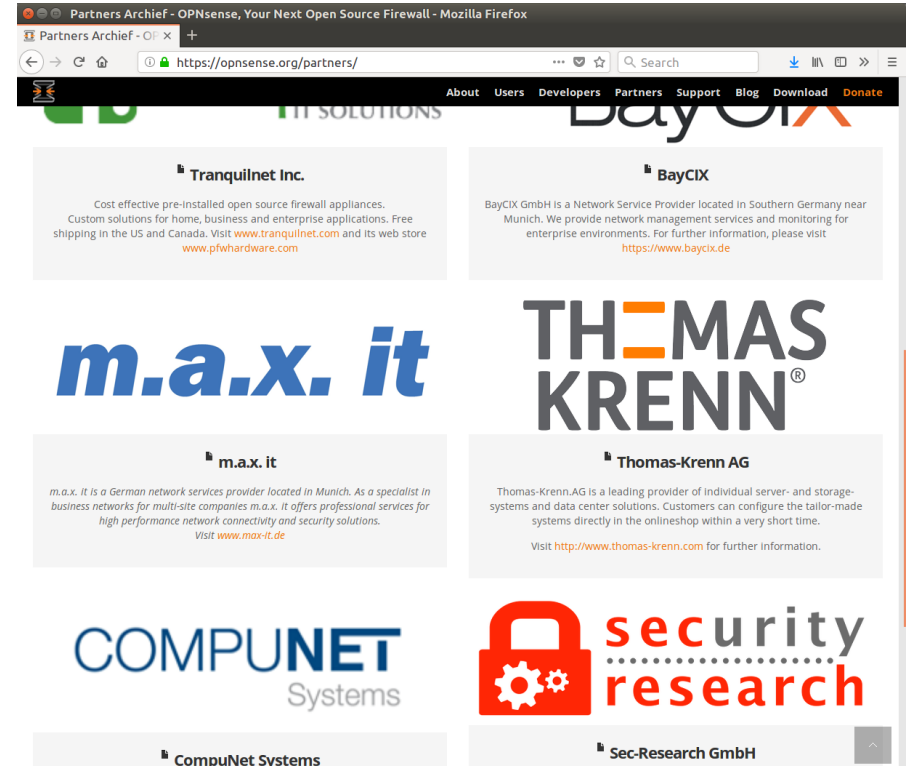 Partners Archief - OPNsense, Your Next Open Source Firewall - Mozilla Firefox
Partners Archief - OP
https://opnsense.org/partners/
Search
About Users Developers Partners Support Blog Download Donate
IT SOLUTIONS
BayCIX
Tranquilnet Inc.
Cost effective pre-installed open source firewall appliances.
Custom solutions for home, business and enterprise applications. Free
shipping in the US and Canada. Visit www.tranquilnet.com and its web store
www.pfwhardware.com
BayCIX
BayCIX GmbH is a Network Service Provider located in Southern Germany near
Munich. We provide network management services and monitoring for
enterprise environments. For further information, please visit
https://www.baycix.de
m.a.x. it
THOMAS
KRENN®
m.a.x. it
m.a.x. it is a German network services provider located in Munich. As a specialist in
business networks for multi-site companies m.a.x. it offers professional services for
high performance network connectivity and security solutions.
Visit www.max-it.de
Thomas-Krenn AG
Thomas-Krenn.AG is a leading provider of individual server- and storage-
systems and data center solutions. Customers can configure the tailor-made
systems directly in the onlineshop within a very short time.
Visit http://www.thomas-krenn.com for further information.
COMPUNET
Systems
security
research
CompuNet Systems
Sec-Research GmbH